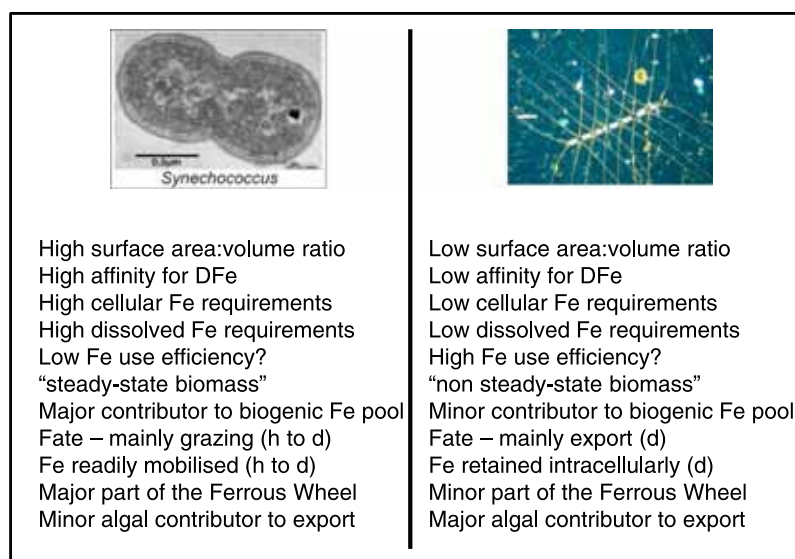 0.5μm
Synechococcus
High surface area:volume ratio
High affinity for DFe
High cellular Fe requirements
High dissolved Fe requirements
Low Fe use efficiency?
“steady-state biomass”
Major contributor to biogenic Fe pool
Fate – mainly grazing (h to d)
Fe readily mobilised (h to d)
Major part of the Ferrous Wheel
Minor algal contributor to export
Low surface area:volume ratio
Low affinity for DFe
Low cellular Fe requirements
Low dissolved Fe requirements
High Fe use efficiency?
“non steady-state biomass”
Minor contributor to biogenic Fe pool
Fate – mainly export (d)
Fe retained intracellularly (d)
Minor part of the Ferrous Wheel
Major algal contributor to export